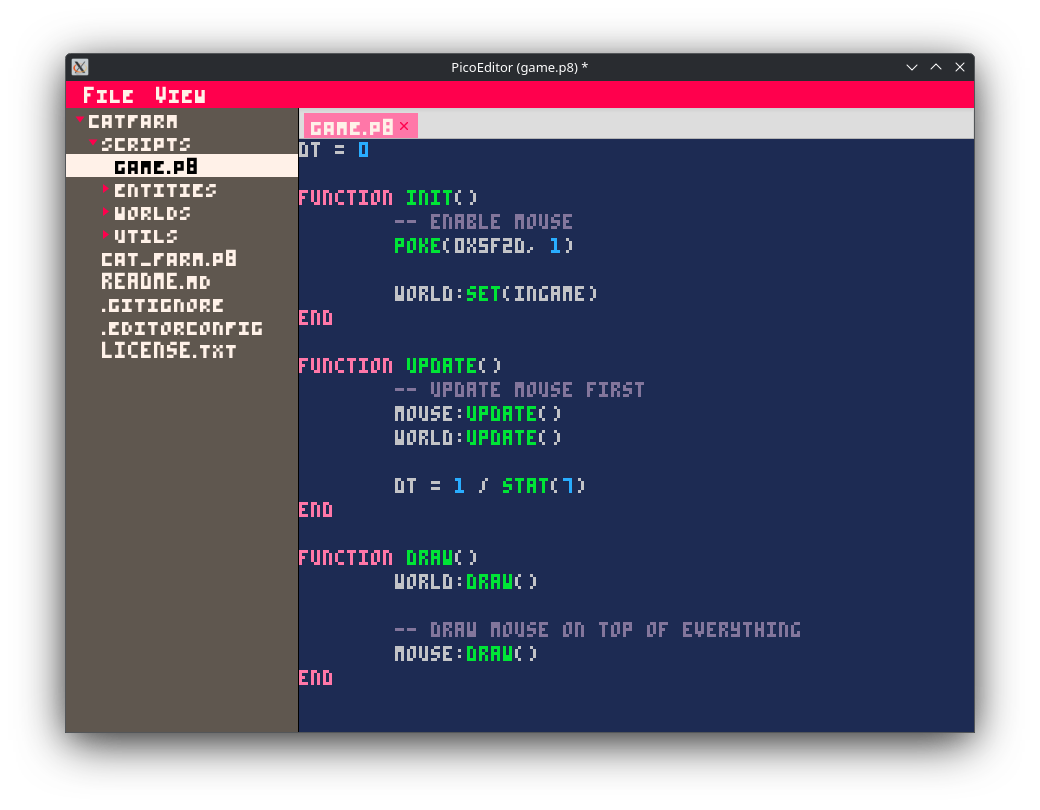 PicoEditor (game.p8) *
File View
CATFARM
SCRIPTS
GAME.P8
ENTITIES
WORLDS
UTILS
CAT_FARM.P8
README.MD
.GITIGNORE
.EDITORCONFIG
LICENSE.TXT
GAME.P8 ×
DT = 0
FUNCTION INIT()
-- ENABLE MOUSE
POKE(0X5F2D, 1)
WORLD:SET(INGAME)
END
FUNCTION UPDATE()
-- UPDATE MOUSE FIRST
MOUSE:UPDATE()
WORLD:UPDATE()
DT = 1 / STAT(7)
END
FUNCTION DRAW()
WORLD:DRAW()
-- DRAW MOUSE ON TOP OF EVERYTHING
MOUSE:DRAW()
END